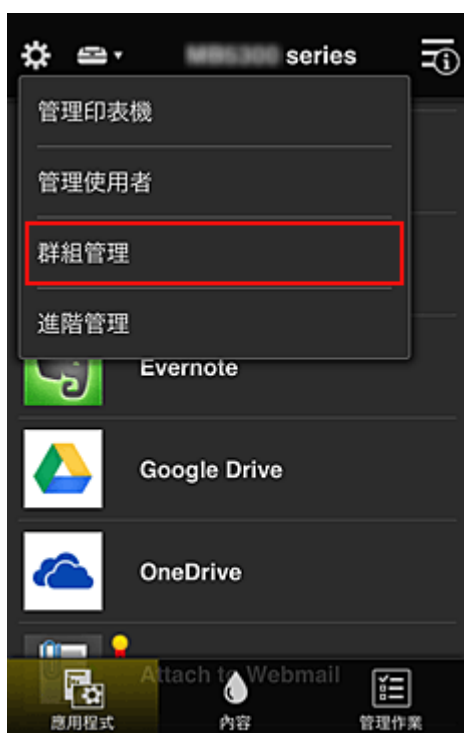 series
管理印表機
管理使用者
群組管理
進階管理
Evernote
Google Drive
OneDrive
Attach to Webmail
應用程式
內容
管理作業